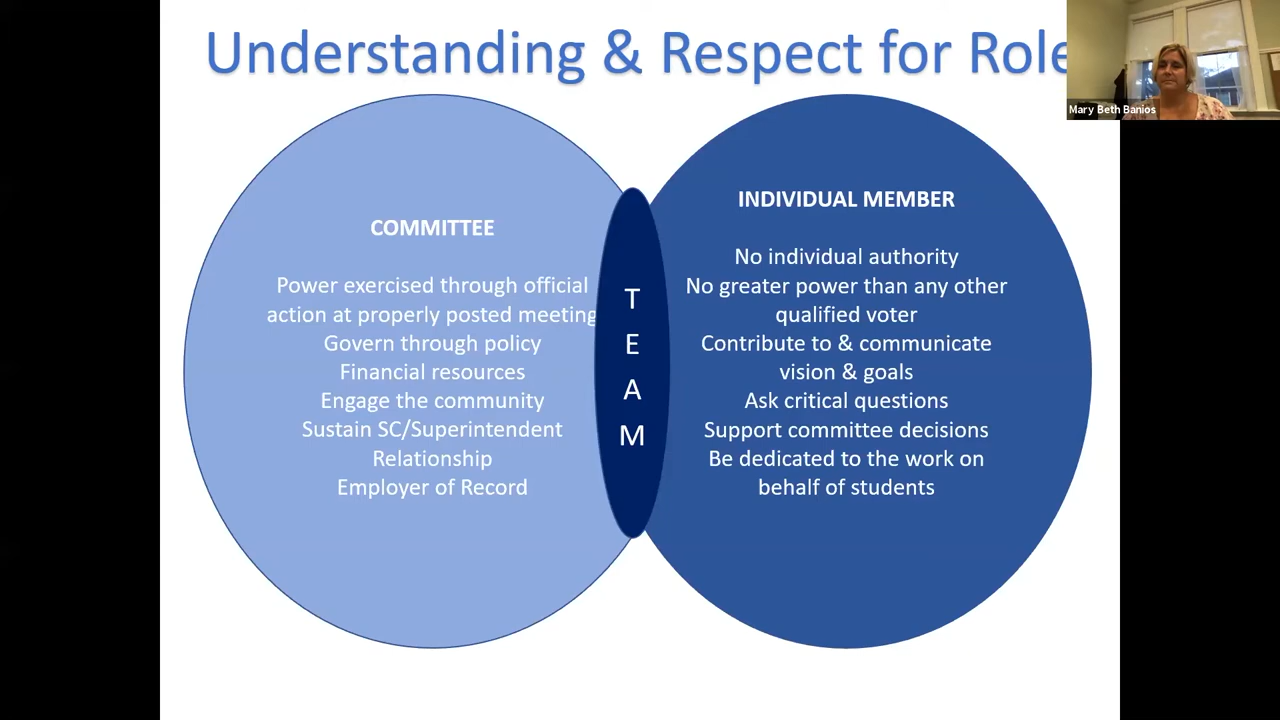 Understanding & Respect for Role
Mary Beth Banios
COMMITTEE
Power exercised through official
action at properly posted meeting
Govern through policy
Financial resources
Engage the community
Sustain SC/Superintendent
Relationship
Employer of Record
T
E
A
M
INDIVIDUAL MEMBER
No individual authority
No greater power than any other
qualified voter
Contribute to & communicate
vision & goals
Ask critical questions
Support committee decisions
Be dedicated to the work on
behalf of students